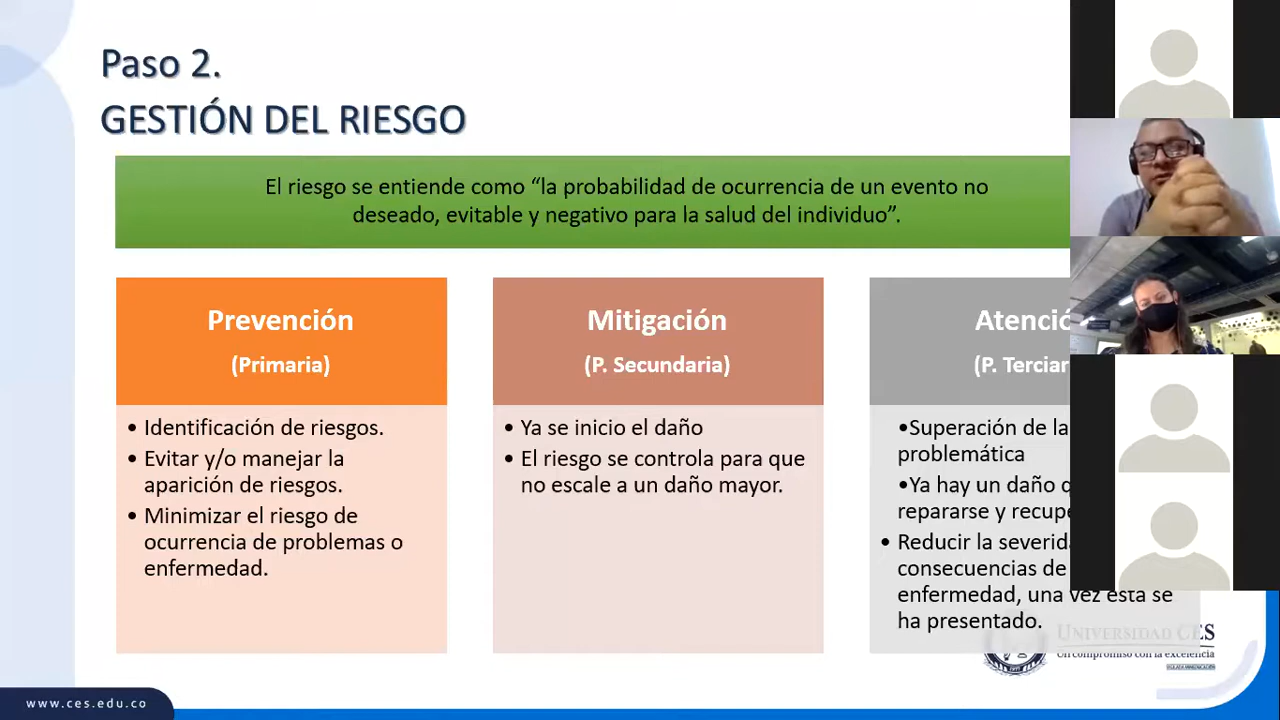 Paso 2.
GESTIÓN DEL RIESGO
El riesgo se entiende como “la probabilidad de ocurrencia de un evento no
deseado, evitable y negativo para la salud del individuo”.
Prevención
(Primaria)
• Identificación de riesgos.
• Evitar y/o manejar la
aparición de riesgos.
• Minimizar el riesgo de
ocurrencia de problemas o
enfermedad.
Mitigación
(P. Secundaria)
• Ya se inicio el daño
• El riesgo se controla para que
no escale a un daño mayor.
Atenció
(P. Terciar
•Superación de la
problemática
•Ya hay un daño
repararse y
• Reducir la
consecuencias de
enfermedad, una vez esta se
ha presentado.
UNIVERSIDAD CES
Un compromiso con la excelencia
www.ces.edu.co